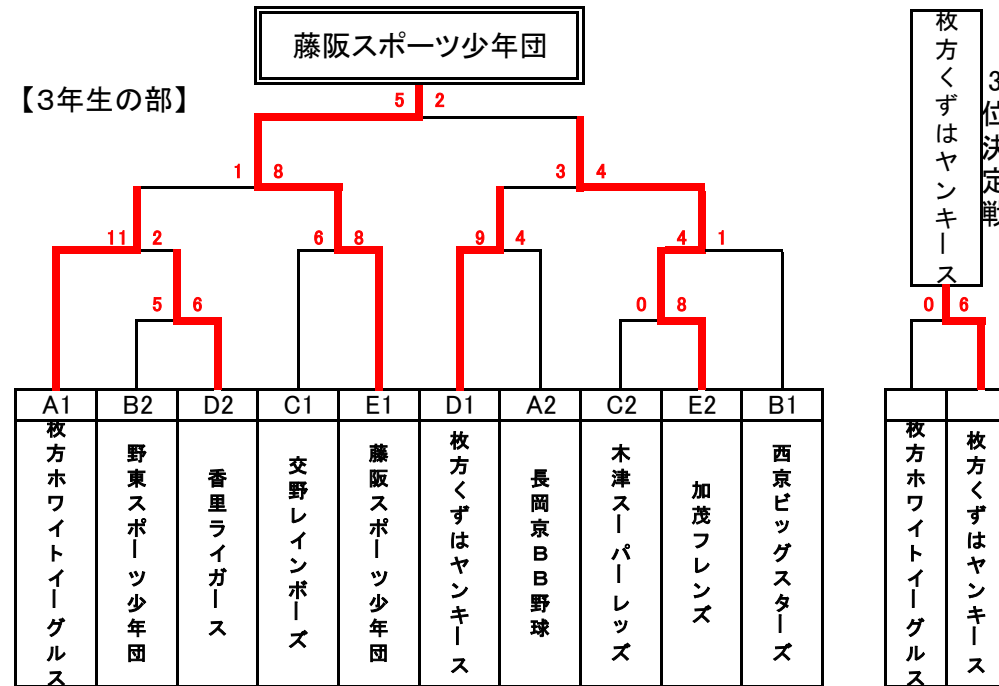 藤阪スポーツ少年団
【3年生の部】
5 2
1 8
3 4
11 2
6 8
9 4
4 1
5 6
0 8
A1 B2 D2 C1 E1 D1 A2 C2 E2 B1
枚方ホワイトイーグルス
野東スポーツ少年団
香里ライガース
交野レインボーズ
藤阪スポーツ少年団
枚方くずはヤンキース
長岡京BB野球
木津スーパーレッズ
加茂フレンズ
西京ビッグスターズ
枚方くずはヤンキース
3位決定戦
0 6
枚方ホワイトイーグルス
枚方くずはヤンキース